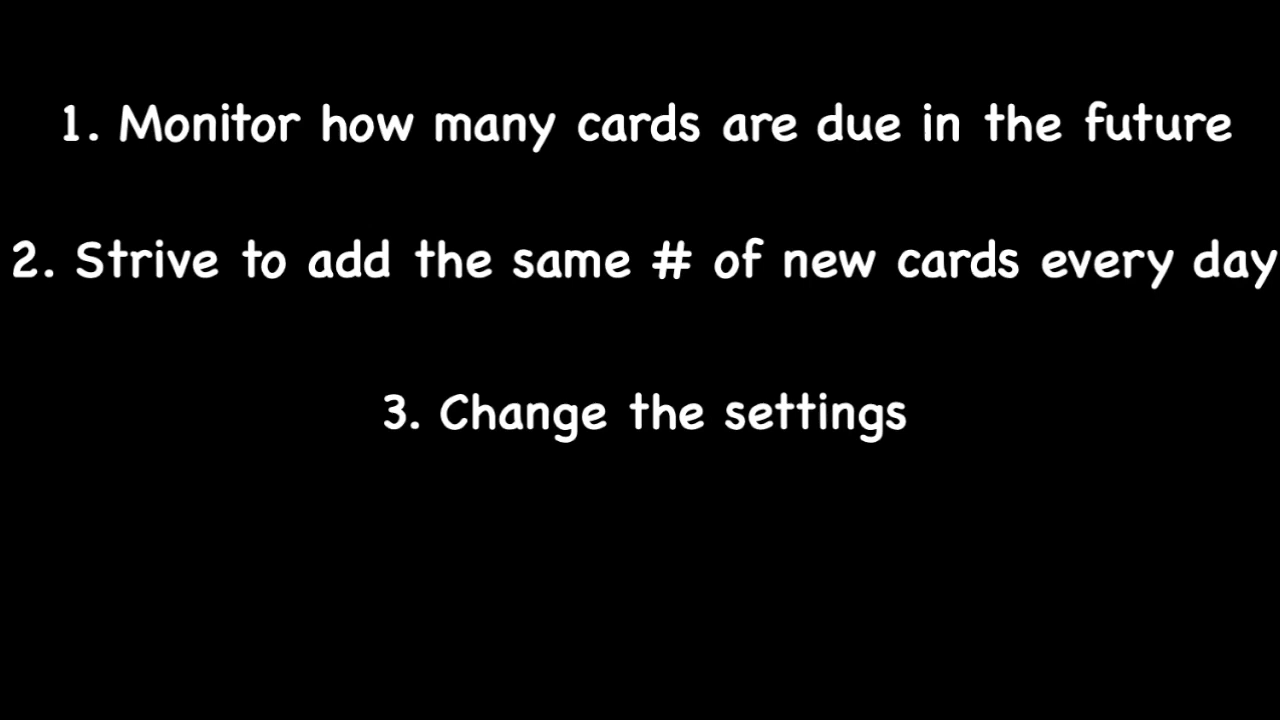 1. Monitor how many cards are due in the future
2. Strive to add the same # of new cards every day
3. Change the settings